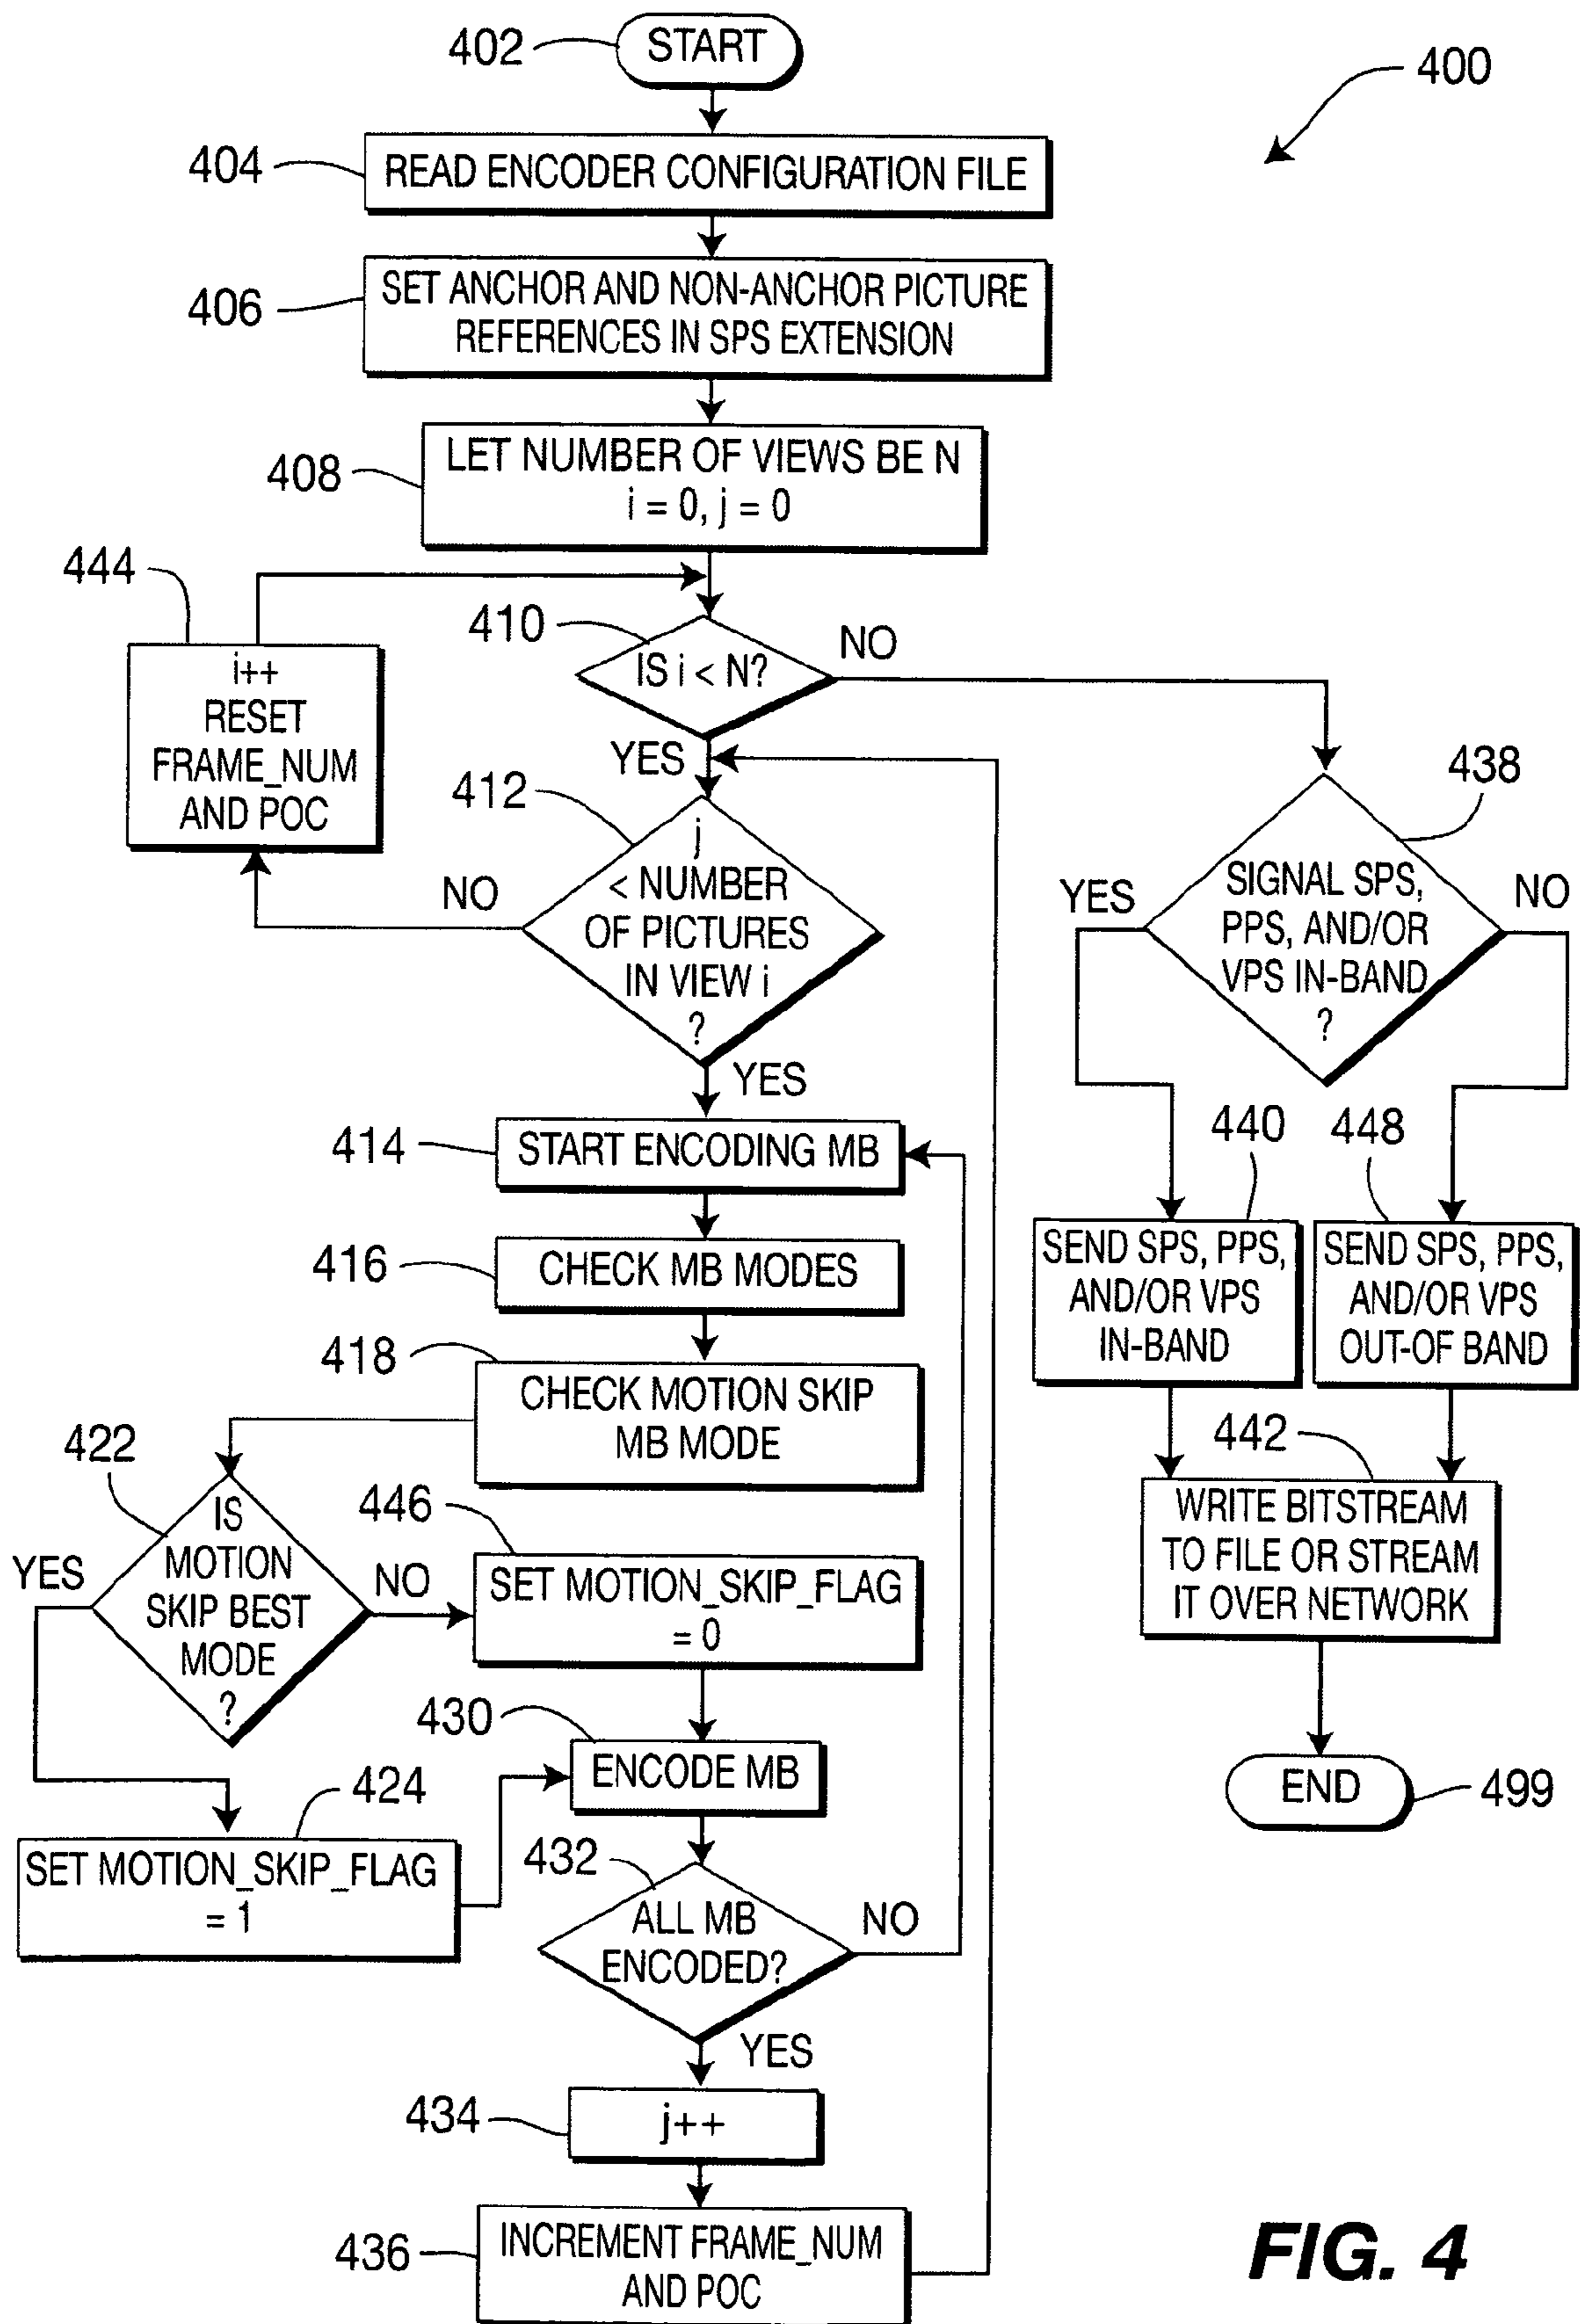 402
START
400
404
READ ENCODER CONFIGURATION FILE
406
SET ANCHOR AND NON-ANCHOR PICTURE
REFERENCES IN SPS EXTENSION
408
LET NUMBER OF VIEWS BE N
i = 0, j = 0
444
i++
RESET
FRAME_NUM
AND POC
410
IS i < N?
NO
YES
412
j
< NUMBER
OF PICTURES
IN VIEW i
?
NO
YES
438
SIGNAL SPS,
PPS, AND/OR
VPS IN-BAND
?
YES
NO
414
START ENCODING MB
416
CHECK MB MODES
418
CHECK MOTION SKIP
MB MODE
440
SEND SPS, PPS,
AND/OR VPS
IN-BAND
448
SEND SPS, PPS,
AND/OR VPS
OUT-OF BAND
422
IS
MOTION
SKIP BEST
MODE
?
YES
NO
446
SET MOTION_SKIP_FLAG
= 0
442
WRITE BITSTREAM
TO FILE OR STREAM
IT OVER NETWORK
430
ENCODE MB
424
SET MOTION_SKIP_FLAG
= 1
END
499
432
ALL MB
ENCODED?
NO
YES
434
j++
436
INCREMENT FRAME_NUM
AND POC
FIG. 4